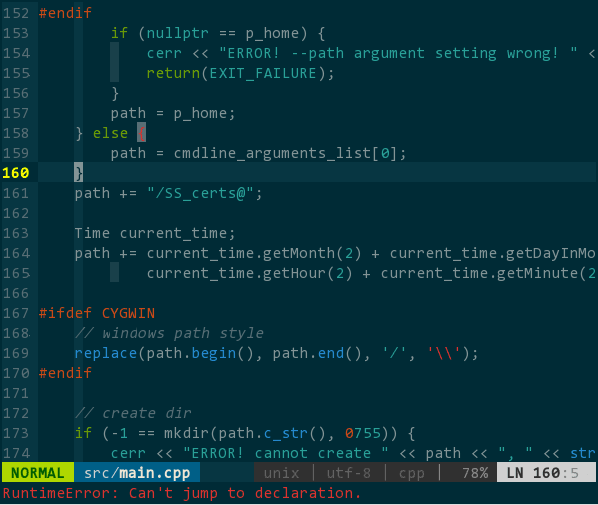 152 #endif
153 if (nullptr == p_home) {
154 cerr << "ERROR! --path argument setting wrong! " <
155 return(EXIT_FAILURE);
156 }
157 path = p_home;
158 } else {
159 path = cmdline_arguments_list[0];
160 }
161 path += "/SS_certs@";
162
163 Time current_time;
164 path += current_time.getMonth(2) + current_time.getDayInMo
165 current_time.getHour(2) + current_time.getMinute(2
166
167 #ifdef CYGWIN
168 // windows path style
169 replace(path.begin(), path.end(), '/', '\\');
170 #endif
171
172 // create dir
173 if (-1 == mkdir(path.c_str(), 0755)) {
174 cerr << "ERROR! cannot create " << path << ", " << str
NORMAL src/main.cpp unix | utf-8 | cpp | 78% LN 160:5
RuntimeError: Can't jump to declaration.